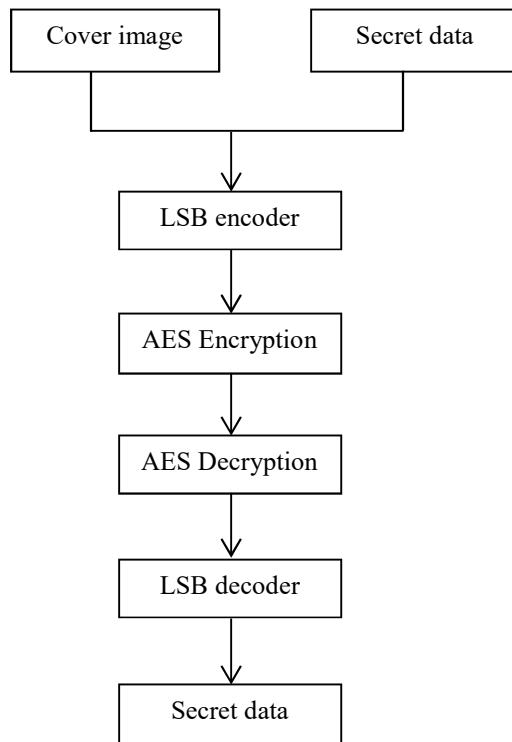 Cover image
Secret data
LSB encoder
AES Encryption
AES Decryption
LSB decoder
Secret data